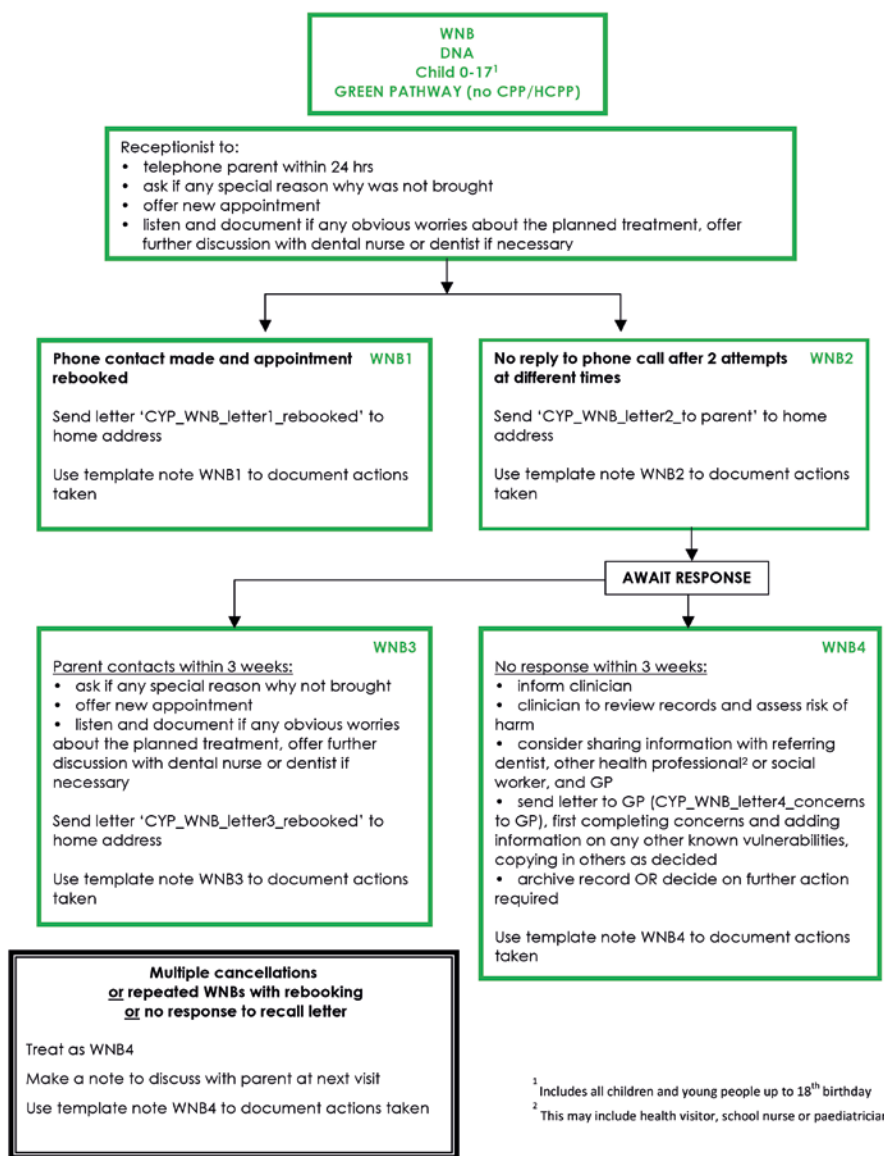 WNB
DNA
Child 0-17¹
GREEN PATHWAY (no CPP/HCPP)
Receptionist to:
• telephone parent within 24 hrs
• ask if any special reason why was not brought
• offer new appointment
• listen and document if any obvious worries about the planned treatment, offer
further discussion with dental nurse or dentist if necessary
Phone contact made and appointment WNB1
rebooked
Send letter ‘CYP_WNB_letter1_rebooked’ to
home address
Use template note WNB1 to document actions
taken
No reply to phone call after 2 attempts WNB2
at different times
Send ‘CYP_WNB_letter2_to parent’ to home
address
Use template note WNB2 to document actions
taken
AWAIT RESPONSE
WNB3
Parent contacts within 3 weeks:
• ask if any special reason why not brought
• offer new appointment
• listen and document if any obvious worries
about the planned treatment, offer further
discussion with dental nurse or dentist if
necessary
Send letter ‘CYP_WNB_letter3_rebooked’ to
home address
Use template note WNB3 to document actions
taken
WNB4
No response within 3 weeks:
• inform clinician
• clinician to review records and assess risk of
harm
• consider sharing information with referring
dentist, other health professional² or social
worker, and GP
• send letter to GP (CYP_WNB_letter4_concerns
to GP), first completing concerns and adding
information on any other known vulnerabilities,
copying in others as decided
• archive record OR decide on further action
required
Use template note WNB4 to document actions
taken
Multiple cancellations
or repeated WNBs with rebooking
or no response to recall letter
Treat as WNB4
Make a note to discuss with parent at next visit
Use template note WNB4 to document actions taken
¹ Includes all children and young people up to 18th birthday
² This may include health visitor, school nurse or paediatrician